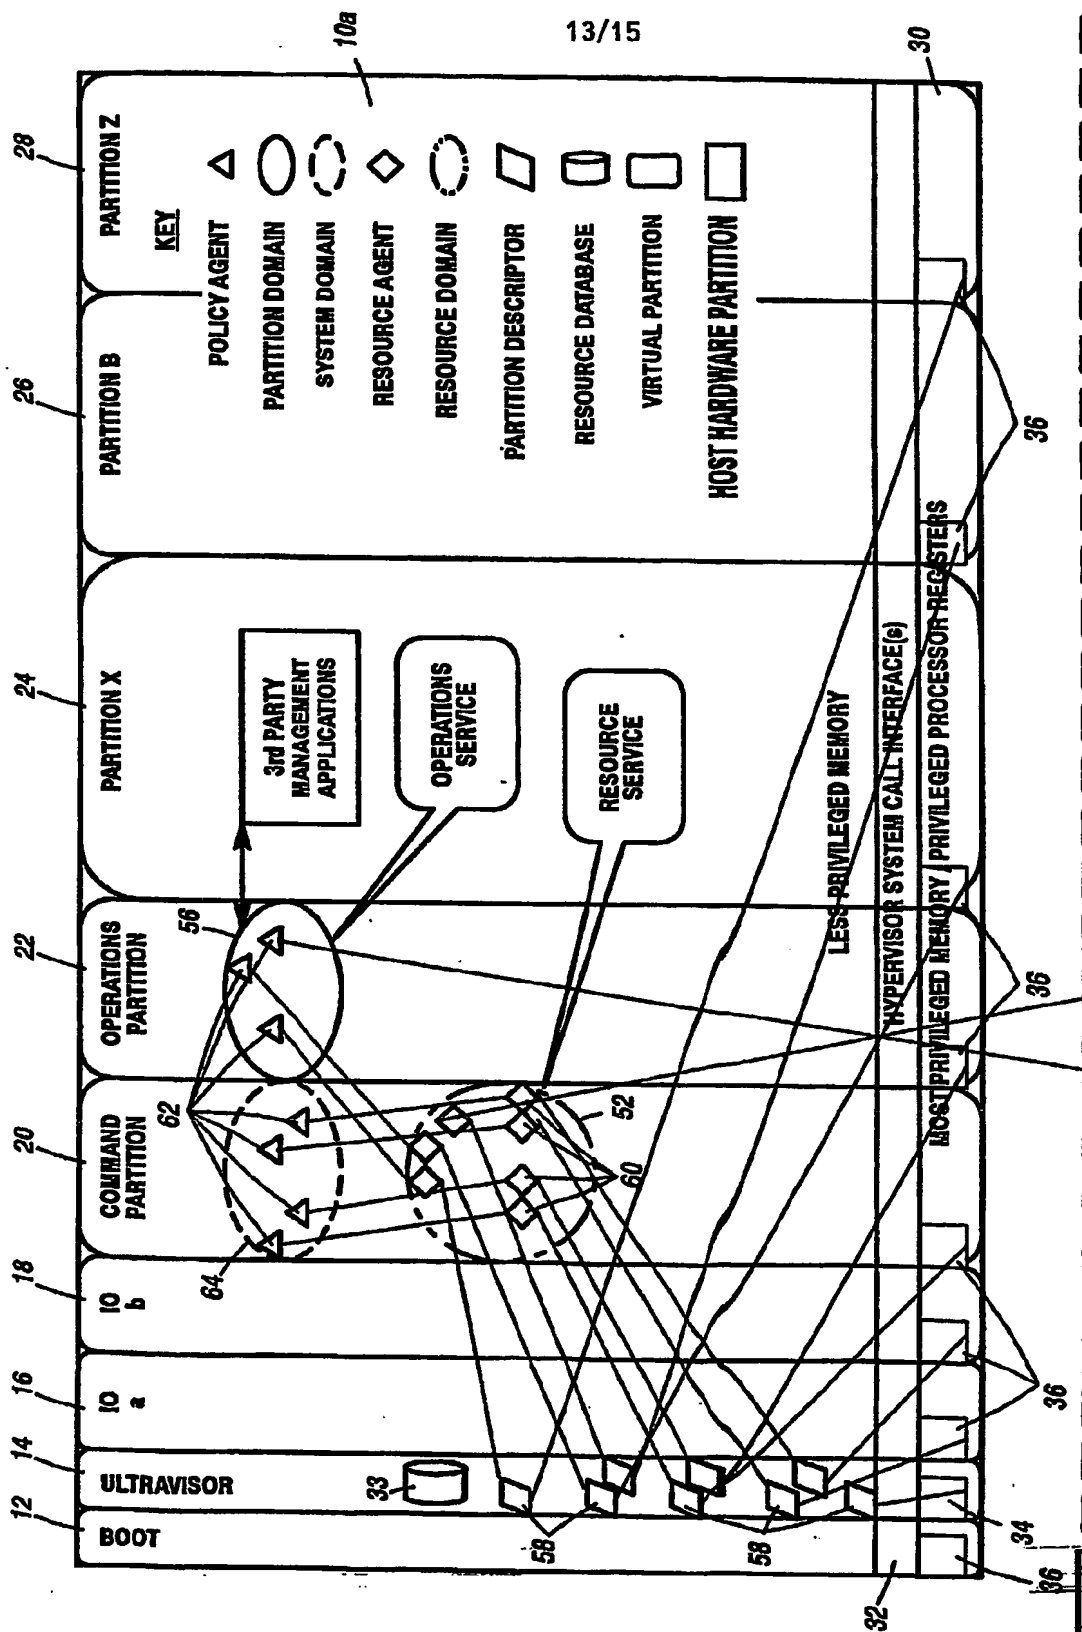 13/15
10a
12
14
16
18
20
22
24
26
28
BOOT
ULTRAVISOR
IO
a
IO
b
COMMAND
PARTITION
OPERATIONS
PARTITION
PARTITION X
PARTITION B
PARTITION Z
KEY
POLICY AGENT
PARTITION DOMAIN
SYSTEM DOMAIN
RESOURCE AGENT
RESOURCE DOMAIN
PARTITION DESCRIPTOR
RESOURCE DATABASE
VIRTUAL PARTITION
HOST HARDWARE PARTITION
62
56
64
3rd PARTY
MANAGEMENT
APPLICATIONS
OPERATIONS
SERVICE
RESOURCE
SERVICE
33
52
60
58
58
LESS PRIVILEGED MEMORY
HYPERVISOR SYSTEM CALL INTERFACE(s)
MOST PRIVILEGED MEMORY / PRIVILEGED PROCESSOR REGISTERS
32
36
34
36
36
36
30